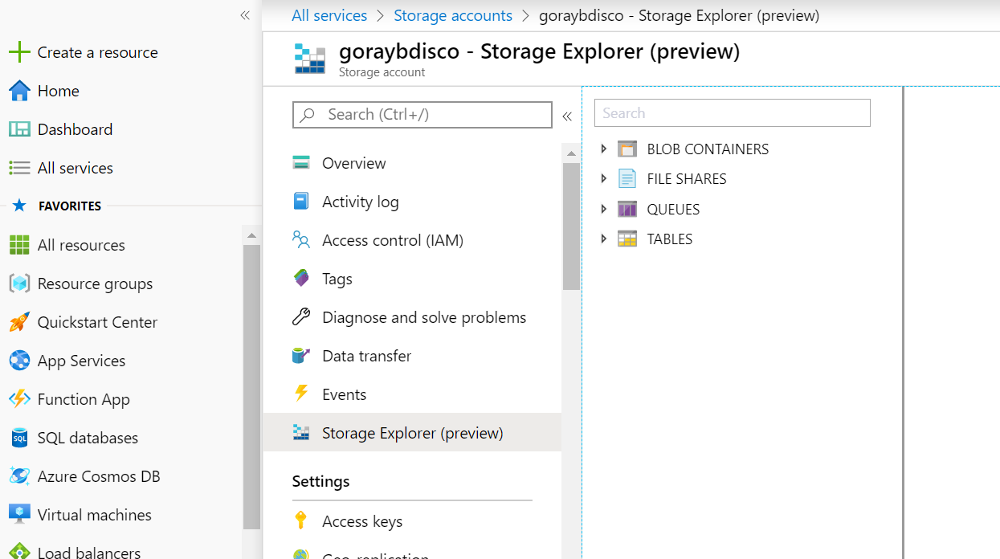 «
Create a resource
Home
Dashboard
All services
FAVORITES
All resources
Resource groups
Quickstart Center
App Services
Function App
SQL databases
Azure Cosmos DB
Virtual machines
Load balancers
All services > Storage accounts > goraybdisco - Storage Explorer (preview)
goraybdisco - Storage Explorer (preview)
Storage account
Search (Ctrl+/)
«
Overview
Activity log
Access control (IAM)
Tags
Diagnose and solve problems
Data transfer
Events
Storage Explorer (preview)
Settings
Access keys
Geo-replication
Search
BLOB CONTAINERS
FILE SHARES
QUEUES
TABLES